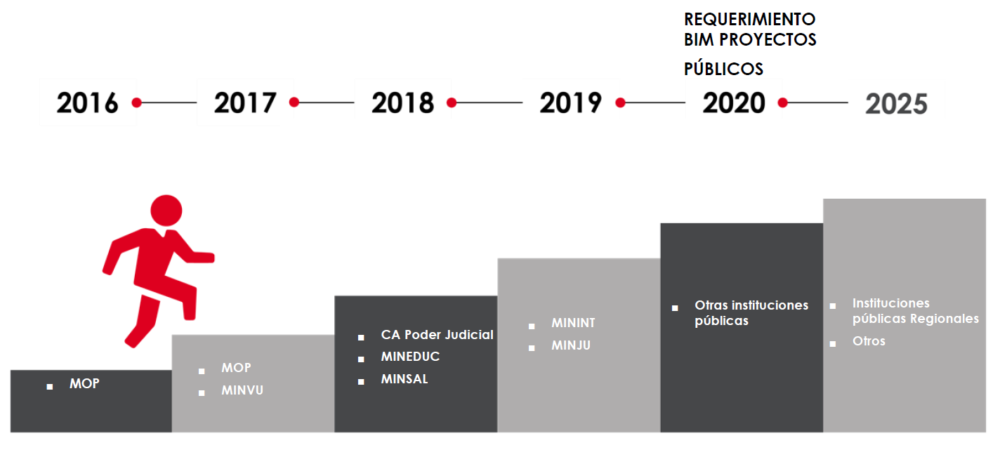 REQUERIMIENTO
BIM PROYECTOS
PÚBLICOS
2016
2017
2018
2019
2020
2025
MOP
MOP
MINVU
CA Poder Judicial
MINEDUC
MINSAL
MININT
MINJU
Otras instituciones
públicas
Instituciones
públicas Regionales
Otros